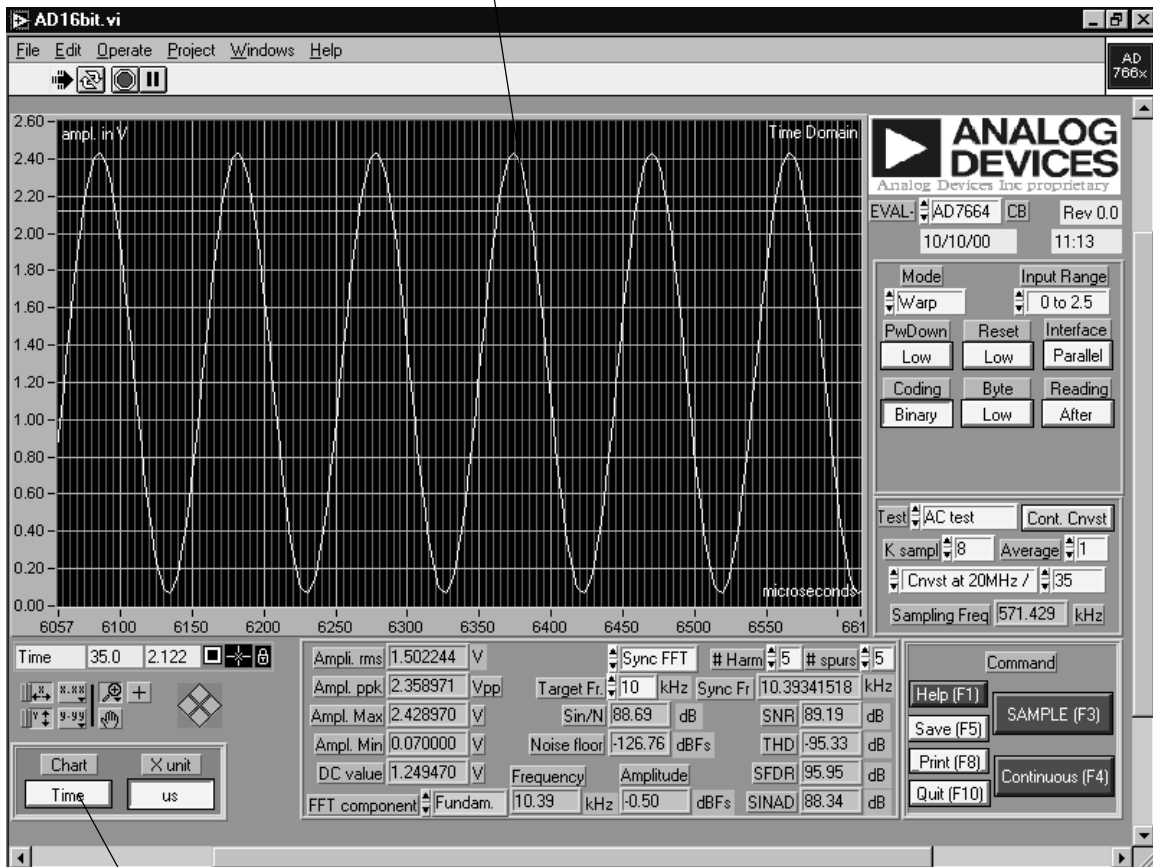 AD16bit.vi
File Edit Operate Project Windows Help
AD
766x
2.60
2.40
2.20
2.00
1.80
1.60
1.40
1.20
1.00
0.80
0.60
0.40
0.20
0.00
ampl. in V
Time Domain
microseconds
6057 6100 6150 6200 6250 6300 6350 6400 6450 6500 6550 661
ANALOG
DEVICES
Analog Devices Inc proprietary
EVAL- AD7664 CB Rev 0.0
10/10/00 11:13
Mode Input Range
Warp 0 to 2.5
PwDown Reset Interface
Low Low Parallel
Coding Byte Reading
Binary Low After
Test AC test Cont. Cnvst
K sampl 8 Average 1
Cnvst at 20MHz / 35
Sampling Freq 571.429 kHz
Time 35.0 2.122
X x.xx
Y y.yy
Chart X unit
Time us
Ampli. rms 1.502244 V Sync FFT # Harm 5 # spurs 5
Ampl. ppk 2.358971 Vpp Target Fr. 10 kHz Sync Fr 10.39341518 kHz
Ampl. Max 2.428970 V Sin/N 88.69 dB SNR 89.19 dB
Ampl. Min 0.070000 V Noise floor -126.76 dBFs THD -95.33 dB
DC value 1.249470 V Frequency Amplitude SFDR 95.95 dB
FFT component Fundam. 10.39 kHz -0.50 dBFs SINAD 88.34 dB
Command
Help (F1)
SAMPLE (F3)
Save (F5)
Print (F8)
Continuous (F4)
Quit (F10)